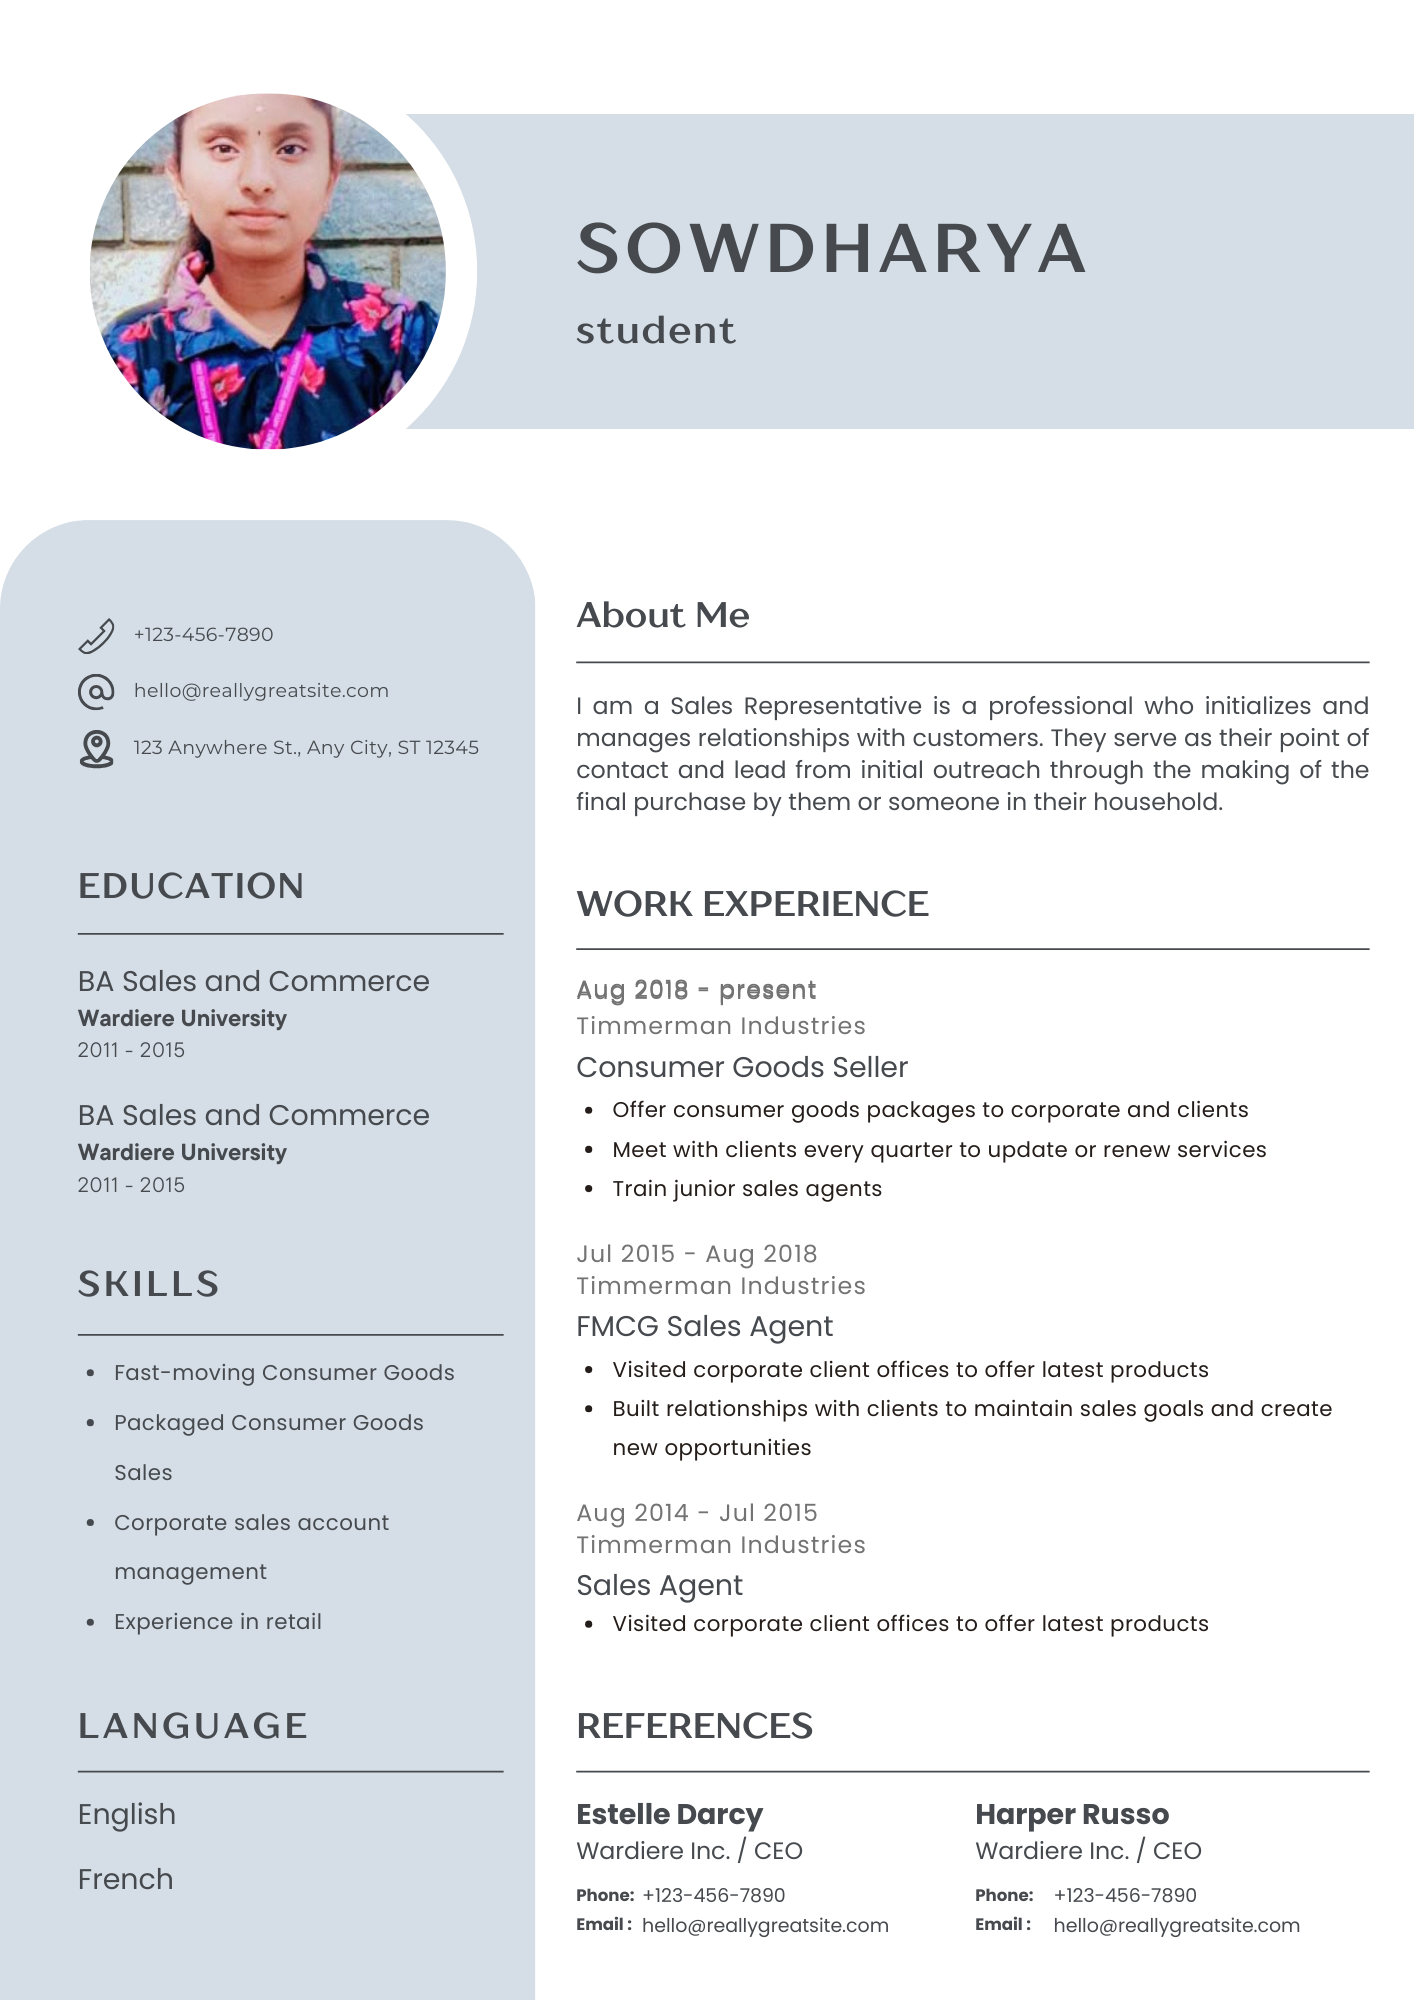 SOWDHARYA
student
+123-456-7890
hello@reallygreatsite.com
123 Anywhere St., Any City, ST 12345
EDUCATION
BA Sales and Commerce
Wardiere University
2011 - 2015
BA Sales and Commerce
Wardiere University
2011 - 2015
SKILLS
• Fast-moving Consumer Goods
• Packaged Consumer Goods
Sales
• Corporate sales account
management
• Experience in retail
LANGUAGE
English
French
About Me
I am a Sales Representative is a professional who initializes and
manages relationships with customers. They serve as their point of
contact and lead from initial outreach through the making of the
final purchase by them or someone in their household.
WORK EXPERIENCE
Aug 2018 - present
Timmerman Industries
Consumer Goods Seller
• Offer consumer goods packages to corporate and clients
• Meet with clients every quarter to update or renew services
• Train junior sales agents
Jul 2015 - Aug 2018
Timmerman Industries
FMCG Sales Agent
• Visited corporate client offices to offer latest products
• Built relationships with clients to maintain sales goals and create
new opportunities
Aug 2014 - Jul 2015
Timmerman Industries
Sales Agent
• Visited corporate client offices to offer latest products
REFERENCES
Estelle Darcy
Wardiere Inc. / CEO
Phone: +123-456-7890
Email : hello@reallygreatsite.com
Harper Russo
Wardiere Inc. / CEO
Phone: +123-456-7890
Email : hello@reallygreatsite.com